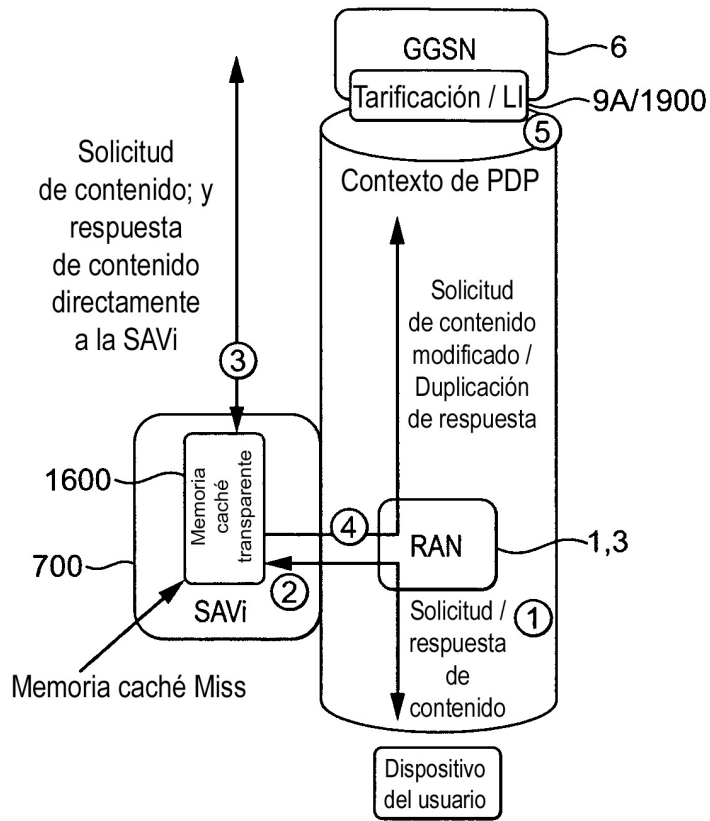 GGSN
6
Tarificación / LI
9A/1900
5
Contexto de PDP
Solicitud
de contenido; y
respuesta
de contenido
directamente
a la SAVi
3
Solicitud
de contenido
modificado /
Duplicación
de respuesta
1600
Memoria
caché
transparente
4
RAN
1,3
700
2
SAVi
Solicitud /
respuesta
de
contenido
1
Memoria caché Miss
Dispositivo
del usuario